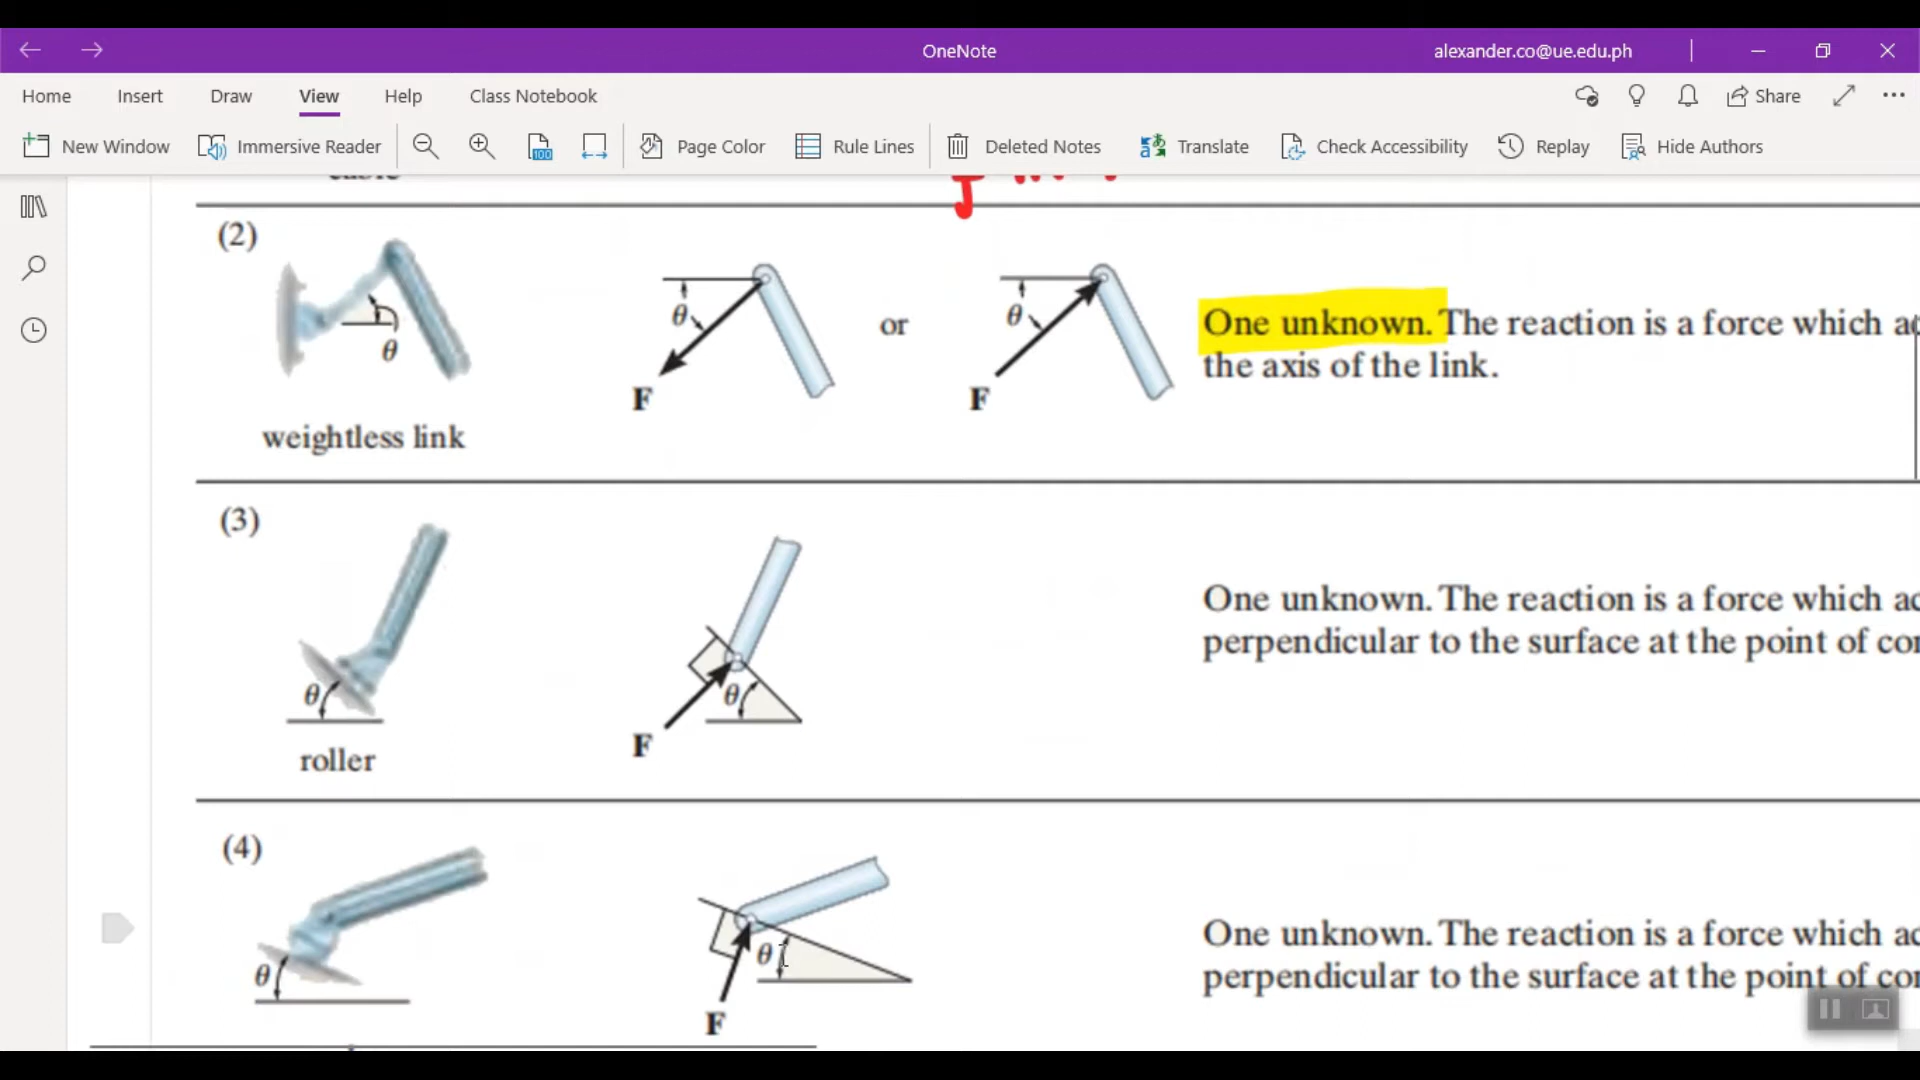 OneNote
alexander.co@ue.edu.ph
Home Insert Draw View Help Class Notebook
Share
New Window Immersive Reader 100 Page Color Rule Lines Deleted Notes Translate Check Accessibility Replay Hide Authors
(2)
θ
weightless link
θ
F
or
θ
F
One unknown. The reaction is a force which
the axis of the link.
(3)
θ
roller
θ
F
One unknown. The reaction is a force which
perpendicular to the surface at the point of
(4)
θ
θ
F
One unknown. The reaction is a force which
perpendicular to the surface at the point of